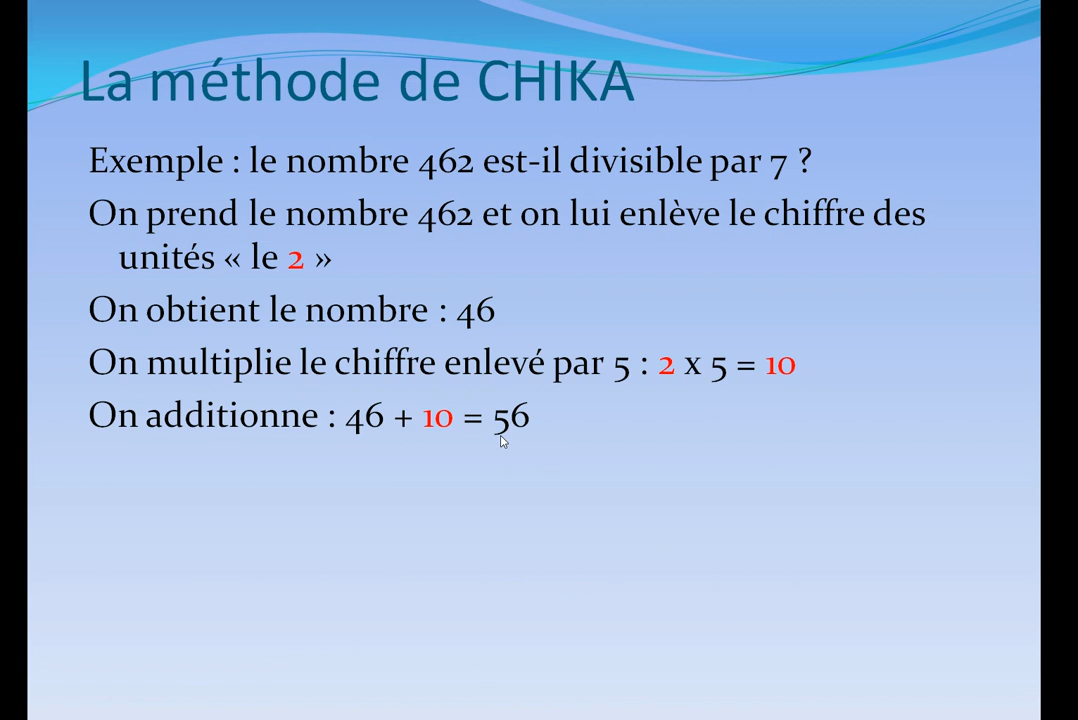 La méthode de CHIKA
Exemple : le nombre 462 est-il divisible par 7 ?
On prend le nombre 462 et on lui enlève le chiffre des
unités « le 2 »
On obtient le nombre : 46
On multiplie le chiffre enlevé par 5 : 2 x 5 = 10
On additionne : 46 + 10 = 56